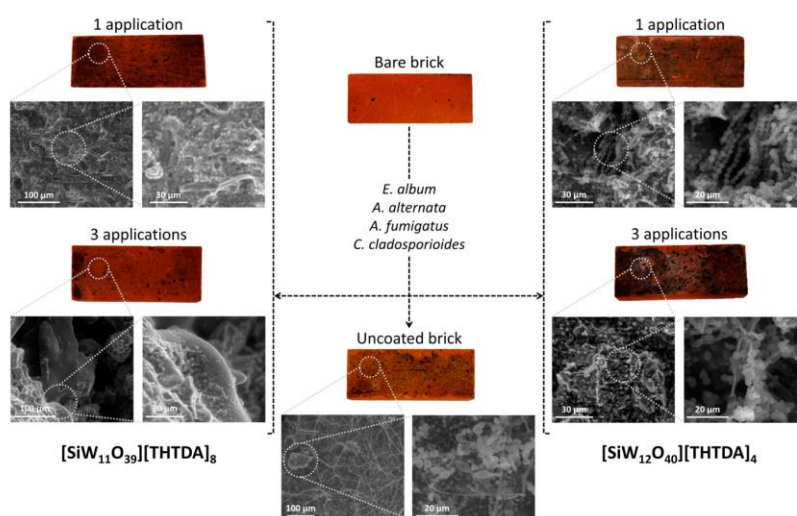 1 application
100 µm
30 µm
3 applications
100 µm
30 µm
[SiW₁₁O₃₉][THTDA]₈
Bare brick
E. album
A. alternata
A. fumigatus
C. cladosporioides
Uncoated brick
100 µm
20 µm
1 application
30 µm
20 µm
3 applications
30 µm
20 µm
[SiW₁₂O₄₀][THTDA]₄